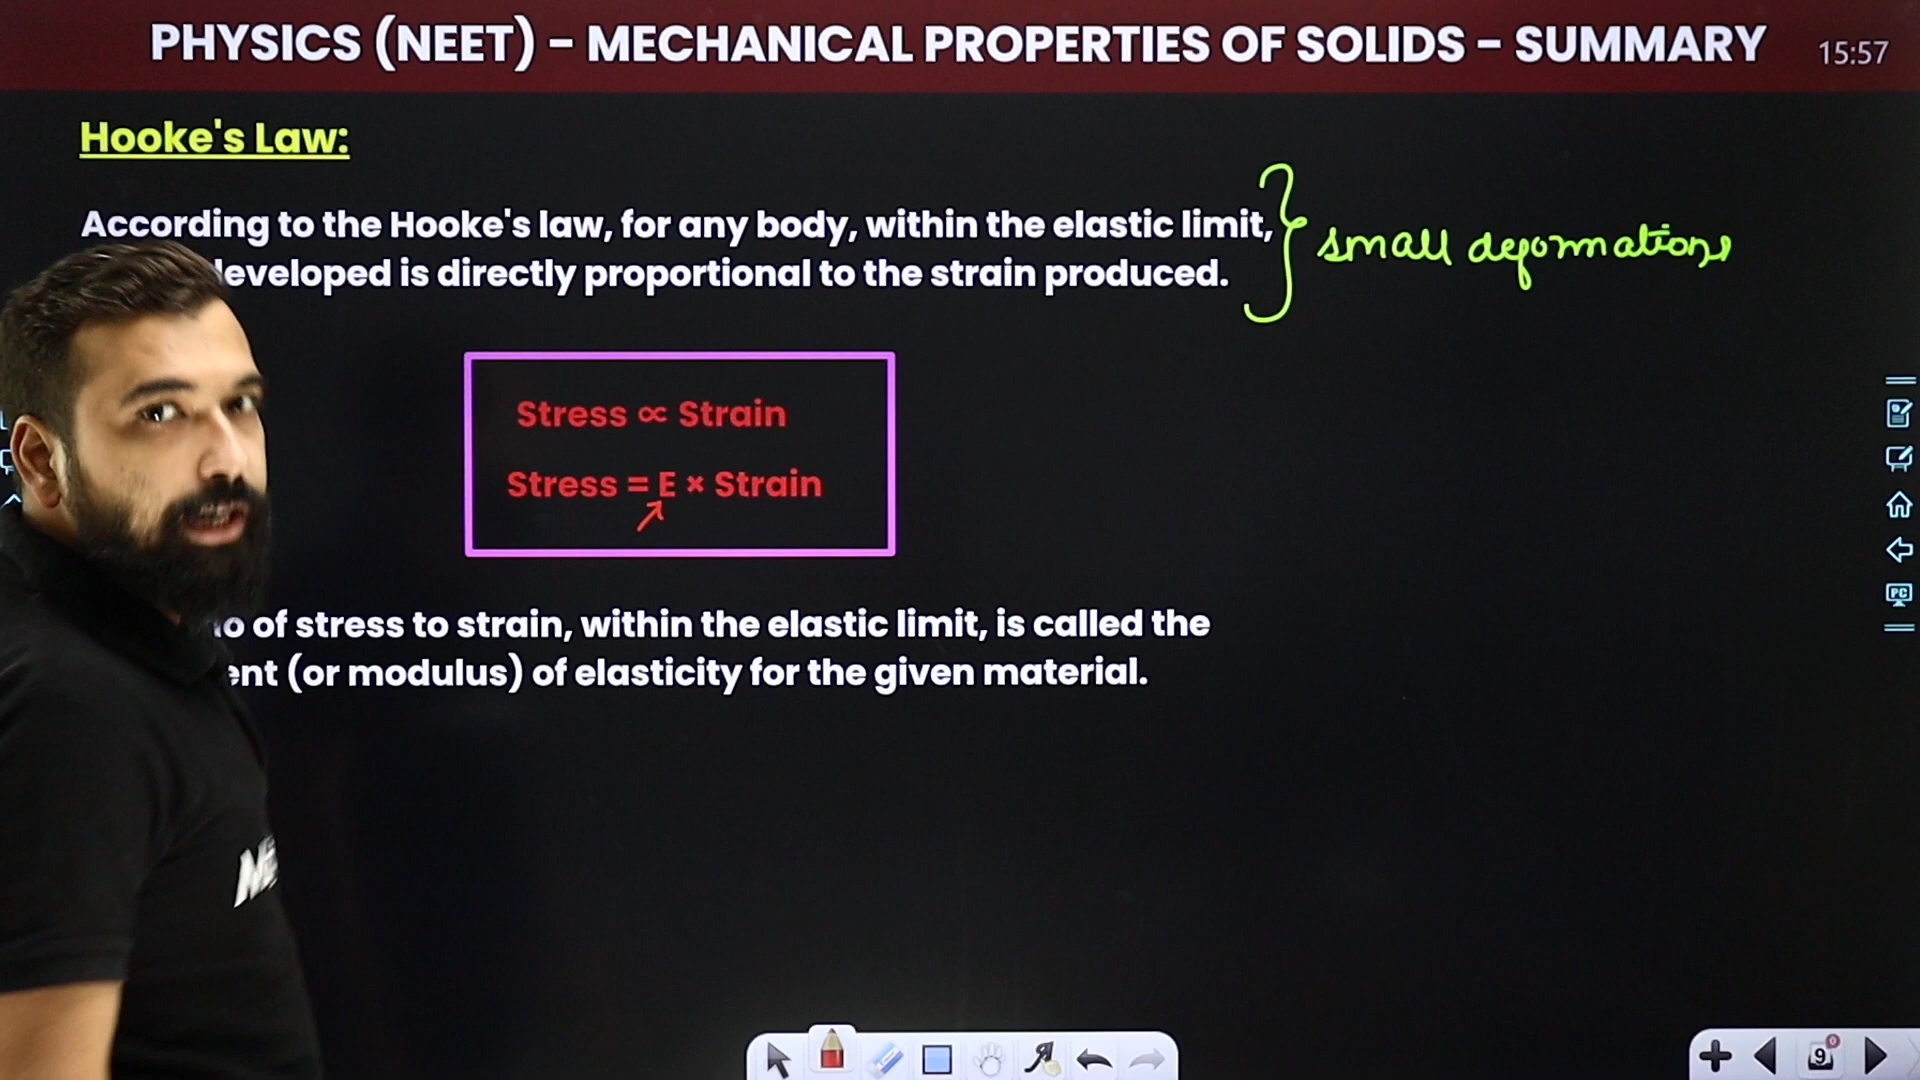 PHYSICS (NEET) - MECHANICAL PROPERTIES OF SOLIDS - SUMMARY
15:57
Hooke's Law:
According to the Hooke's law, for any body, within the elastic limit,
developed is directly proportional to the strain produced.
small deformations
Stress ∝ Strain
Stress = E × Strain
of stress to strain, within the elastic limit, is called the
(or modulus) of elasticity for the given material.
PC
9